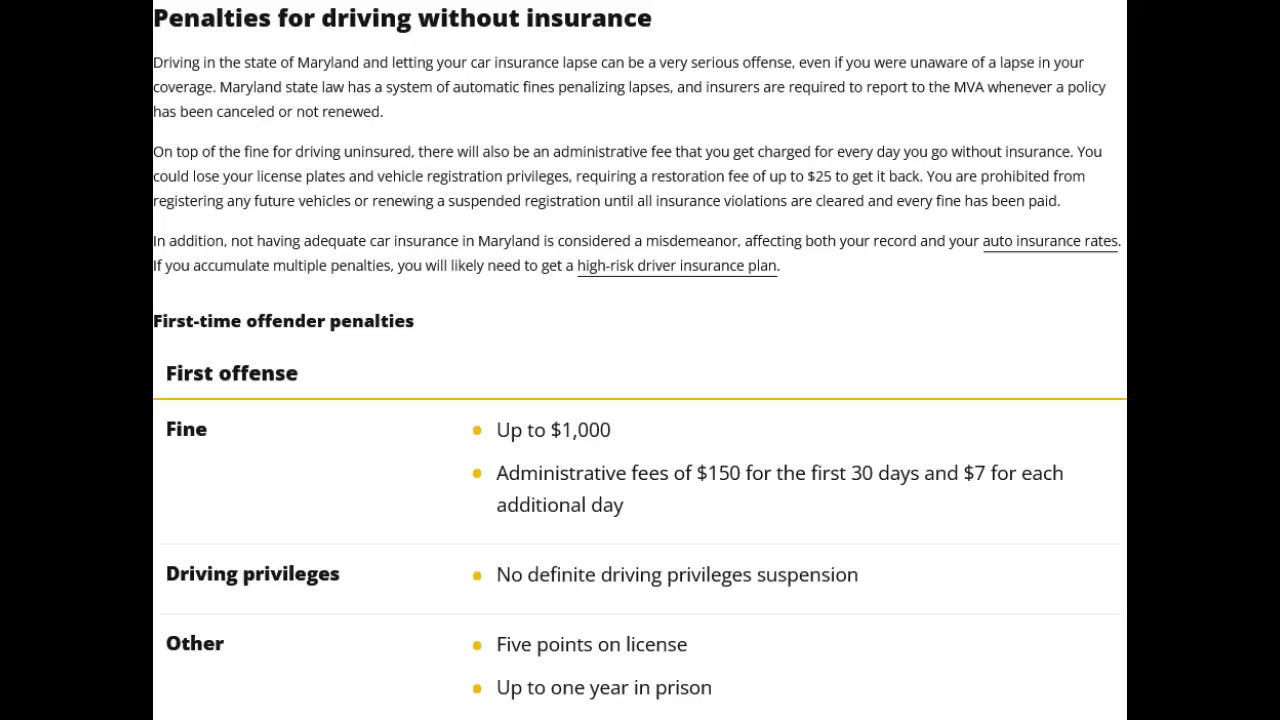 Penalties for driving without insurance
Driving in the state of Maryland and letting your car insurance lapse can be a very serious offense, even if you were unaware of a lapse in your
coverage. Maryland state law has a system of automatic fines penalizing lapses, and insurers are required to report to the MVA whenever a policy
has been canceled or not renewed.
On top of the fine for driving uninsured, there will also be an administrative fee that you get charged for every day you go without insurance. You
could lose your license plates and vehicle registration privileges, requiring a restoration fee of up to $25 to get it back. You are prohibited from
registering any future vehicles or renewing a suspended registration until all insurance violations are cleared and every fine has been paid.
In addition, not having adequate car insurance in Maryland is considered a misdemeanor, affecting both your record and your auto insurance rates.
If you accumulate multiple penalties, you will likely need to get a high-risk driver insurance plan.
First-time offender penalties
First offense
Fine
Up to $1,000
Administrative fees of $150 for the first 30 days and $7 for each
additional day
Driving privileges
No definite driving privileges suspension
Other
Five points on license
Up to one year in prison